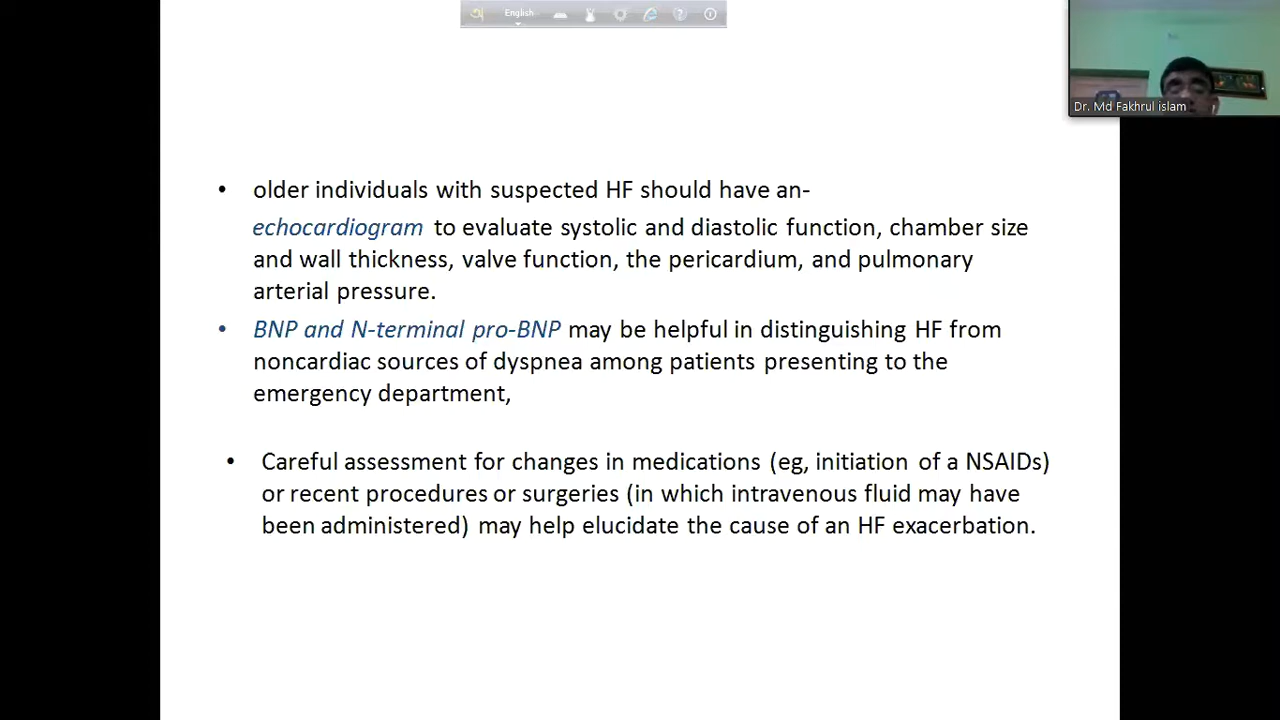 English
Dr. Md Fakhrul islam
• older individuals with suspected HF should have an-
echocardiogram to evaluate systolic and diastolic function, chamber size
and wall thickness, valve function, the pericardium, and pulmonary
arterial pressure.
• BNP and N-terminal pro-BNP may be helpful in distinguishing HF from
noncardiac sources of dyspnea among patients presenting to the
emergency department,
• Careful assessment for changes in medications (eg, initiation of a NSAIDs)
or recent procedures or surgeries (in which intravenous fluid may have
been administered) may help elucidate the cause of an HF exacerbation.